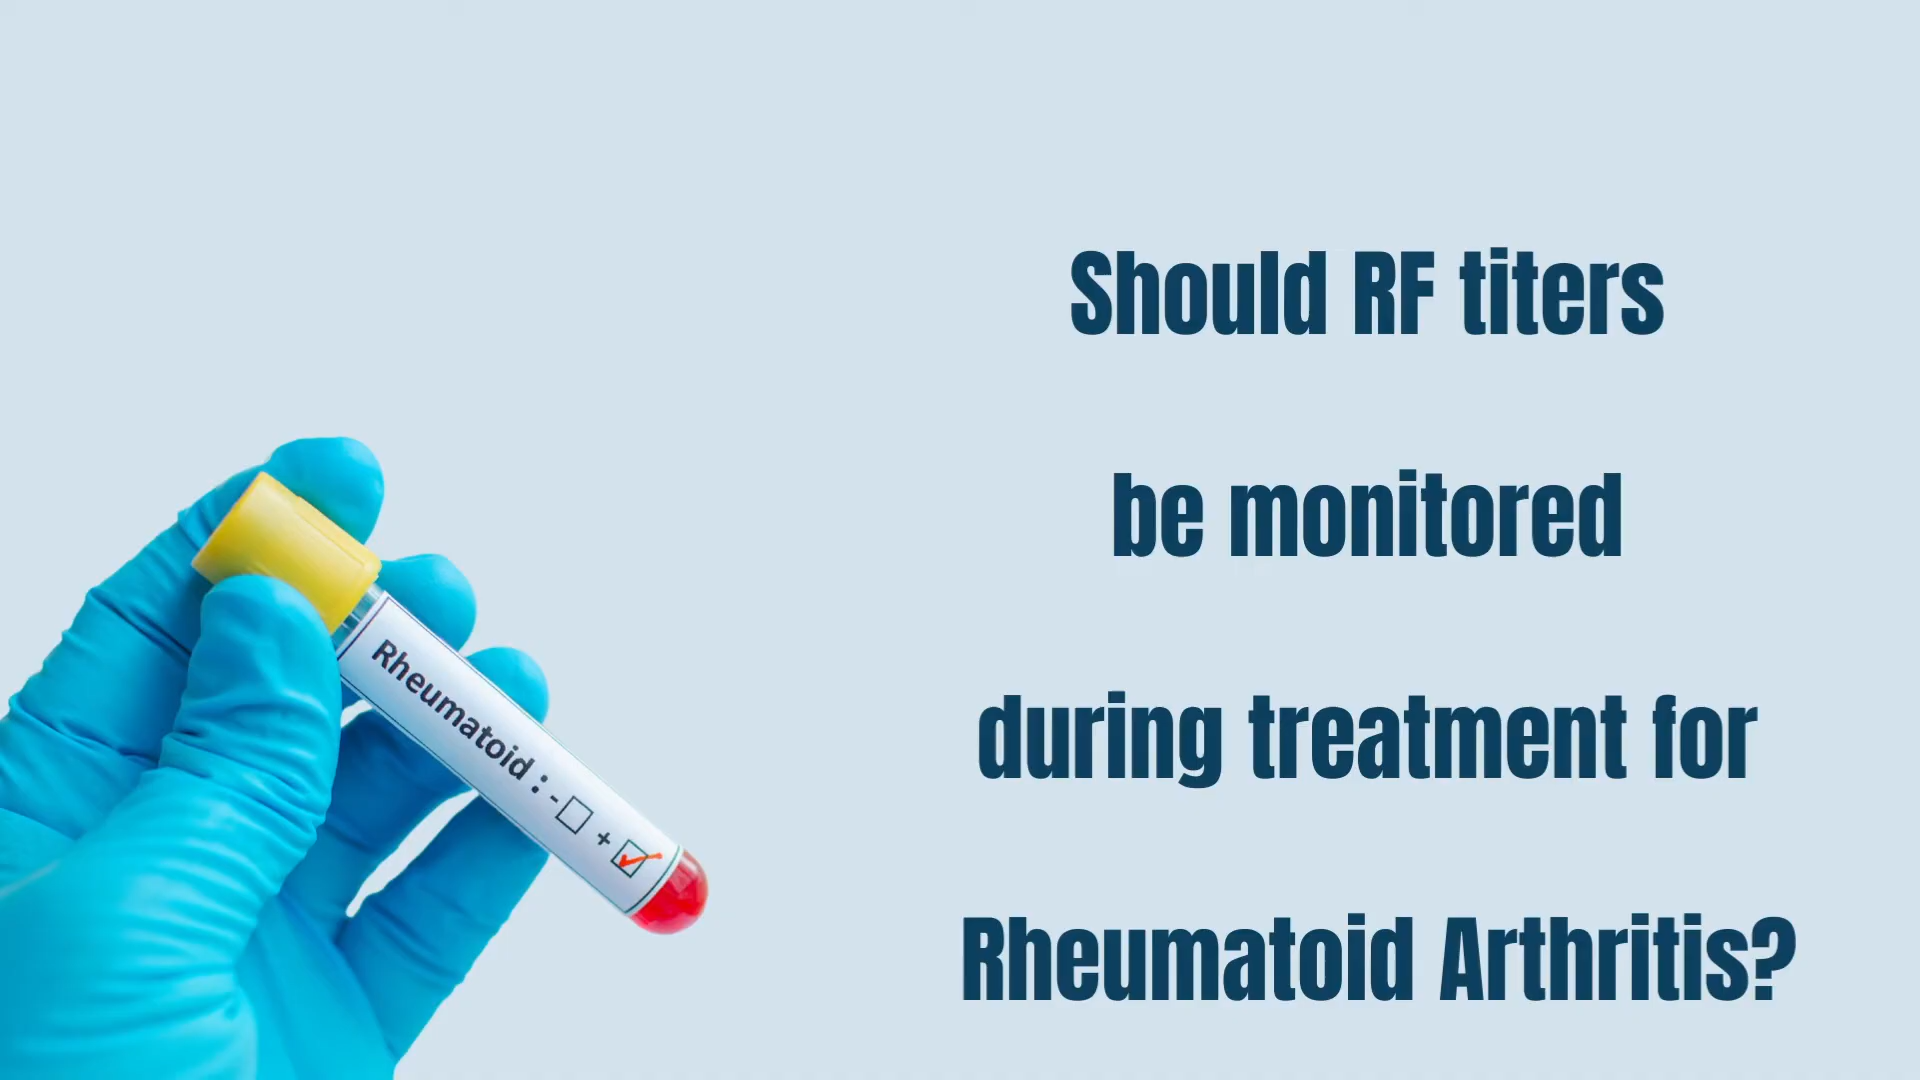 Should RF titers
be monitored
during treatment for
Rheumatoid Arthritis?
Rheumatoid : - +